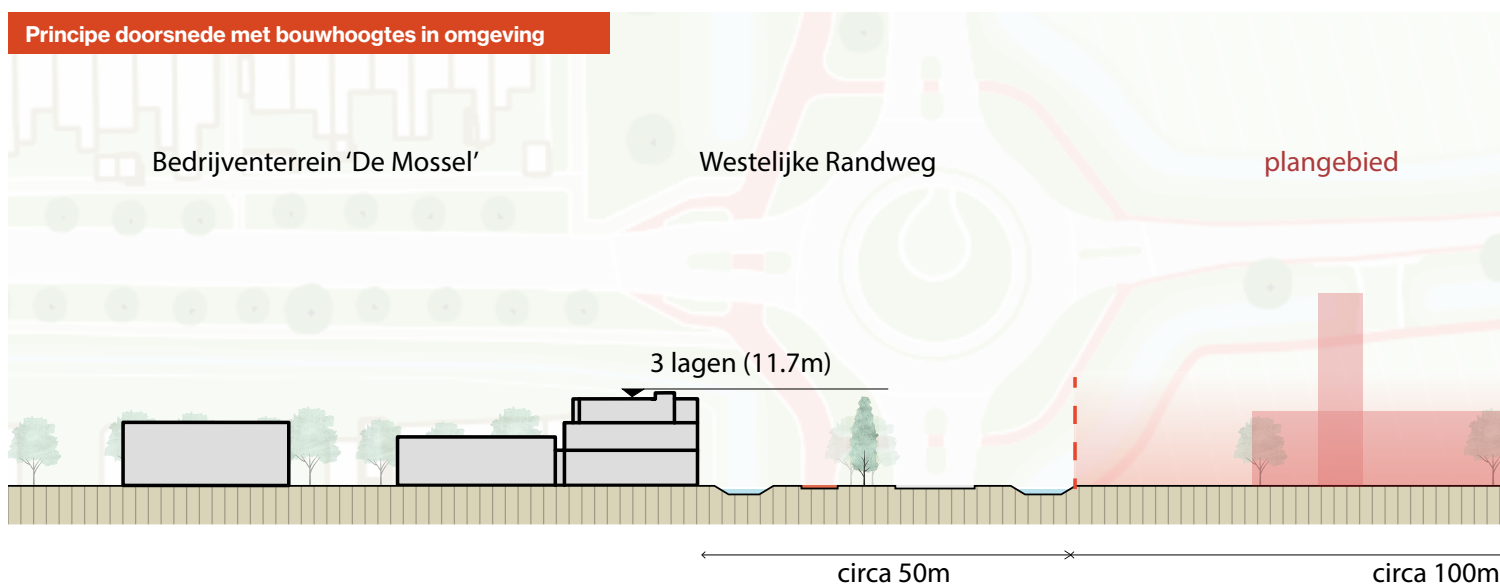 Principe doorsnede met bouwhoogtes in omgeving
Bedrijventerrein ‘De Mossel’
Westelijke Randweg
plangebied
3 lagen (11.7m)
circa 50m
circa 100m